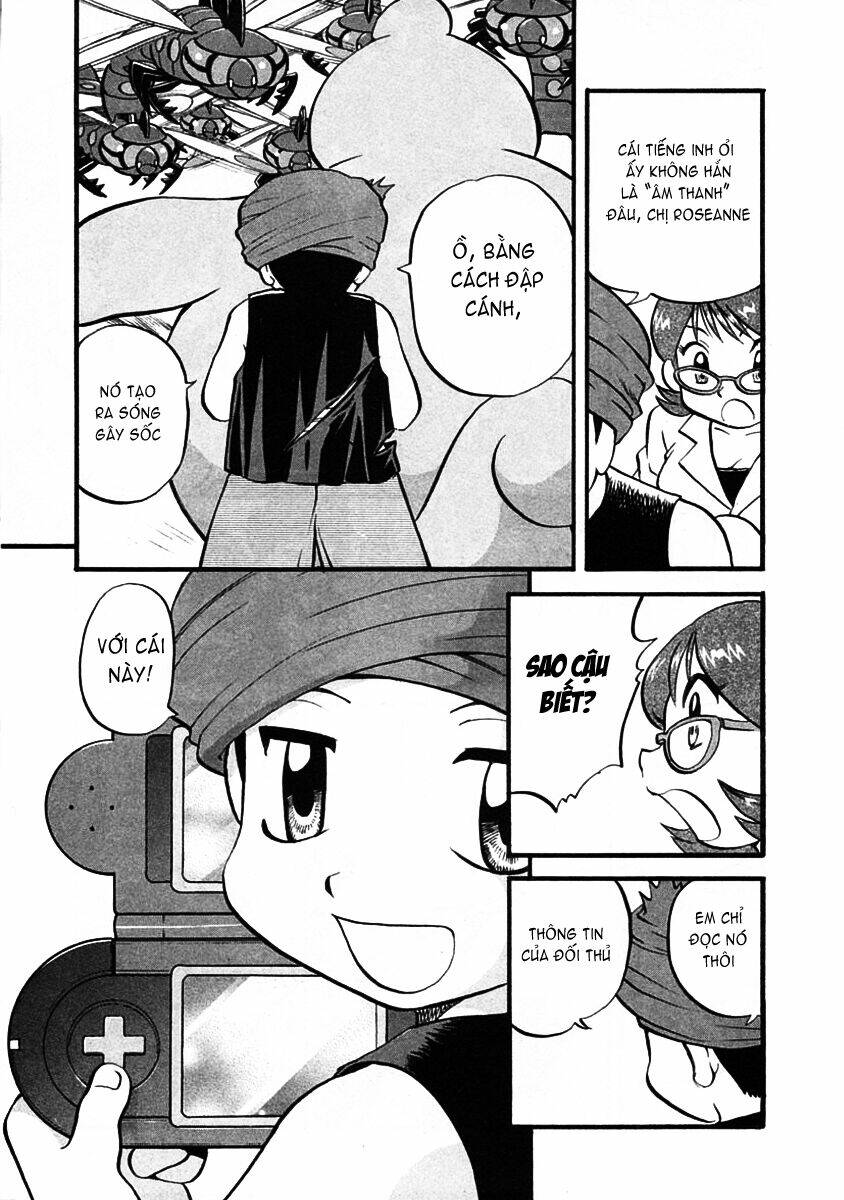 CÁI TIẾNG INH ỎI
ẤY KHÔNG HẲN
LÀ "ÂM THANH"
ĐÂU, CHỊ ROSEANNE
Ồ, BẰNG
CÁCH ĐẬP
CÁNH,
NÓ TẠO
RA SÓNG
GÂY SỐC
SAO CẬU
BIẾT?
EM CHỈ
ĐỌC NÓ
THÔI
THÔNG TIN
CỦA ĐỐI THỦ
VỚI CÁI
NÀY!